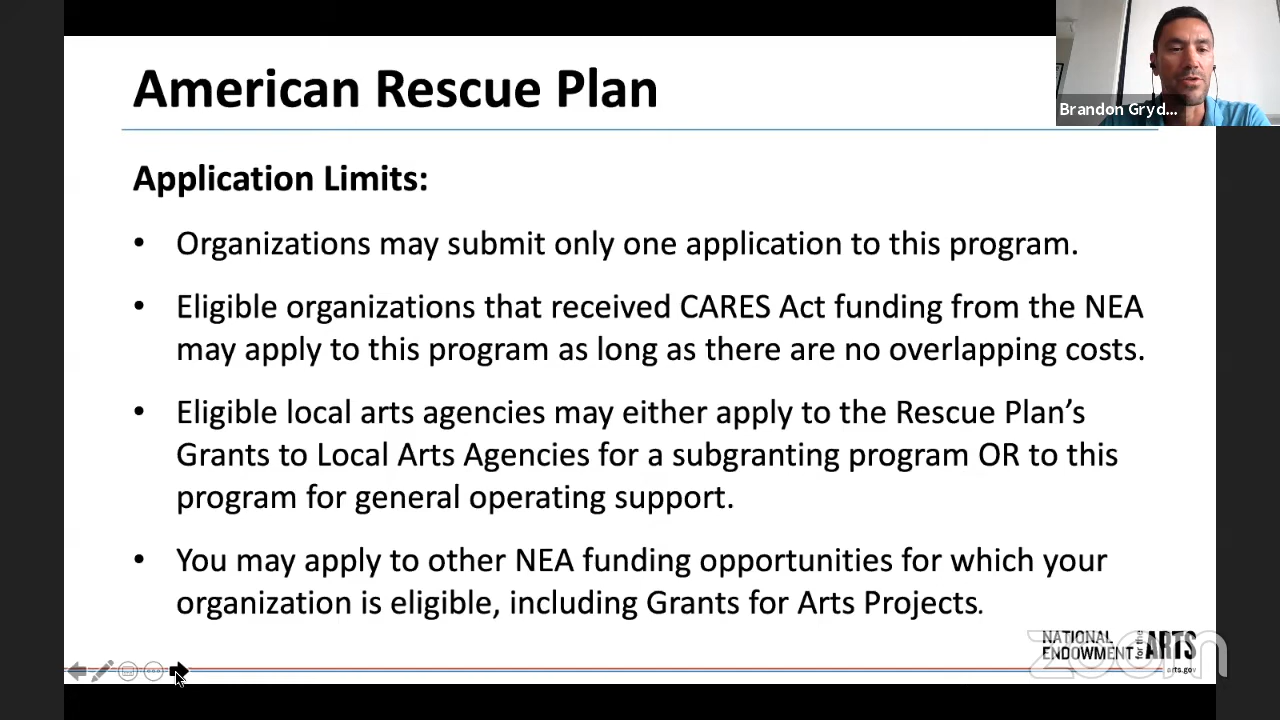 American Rescue Plan
Brandon Gryd...
Application Limits:
• Organizations may submit only one application to this program.
• Eligible organizations that received CARES Act funding from the NEA
may apply to this program as long as there are no overlapping costs.
• Eligible local arts agencies may either apply to the Rescue Plan’s
Grants to Local Arts Agencies for a subgranting program OR to this
program for general operating support.
• You may apply to other NEA funding opportunities for which your
organization is eligible, including Grants for Arts Projects.
NATIONAL
ENDOWMENT for the ARTS
arts.gov
zoom